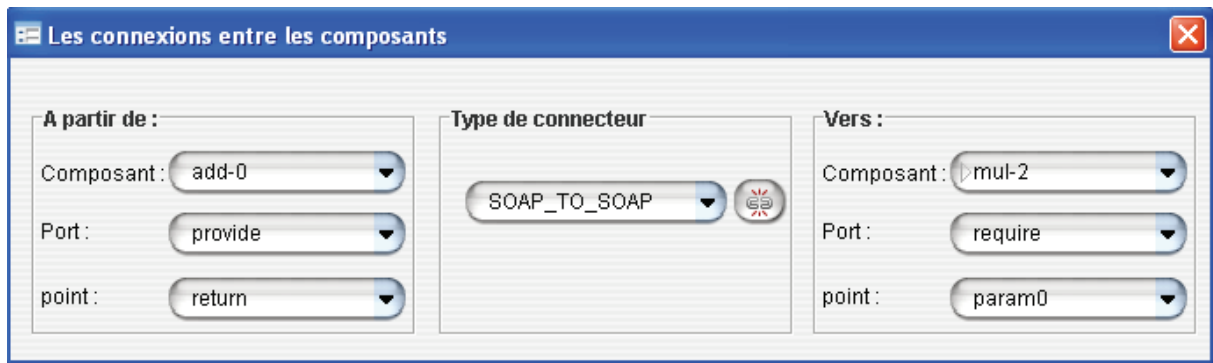 Les connexions entre les composants
A partir de :
Composant : add-0
Port : provide
point : return
Type de connecteur
SOAP_TO_SOAP
Vers :
Composant : mul-2
Port : require
point : param0